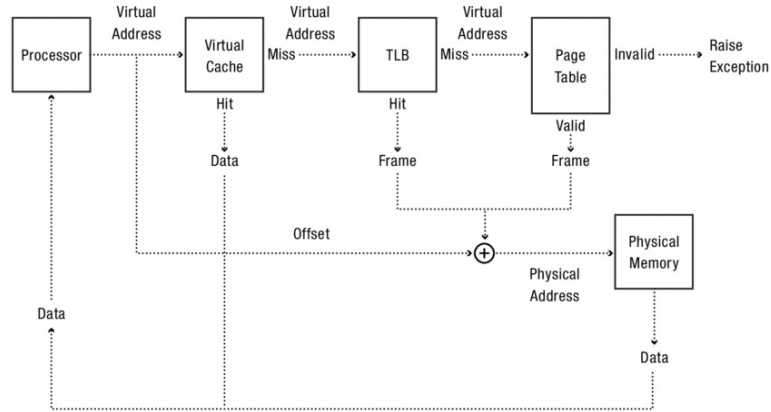 Virtual
Address
Virtual
Address
Virtual
Address
Processor
Virtual
Cache
Miss
TLB
Miss
Page
Table
Invalid
Raise
Exception
Hit
Hit
Valid
Data
Frame
Frame
Offset
+
Physical
Memory
Physical
Address
Data
Data